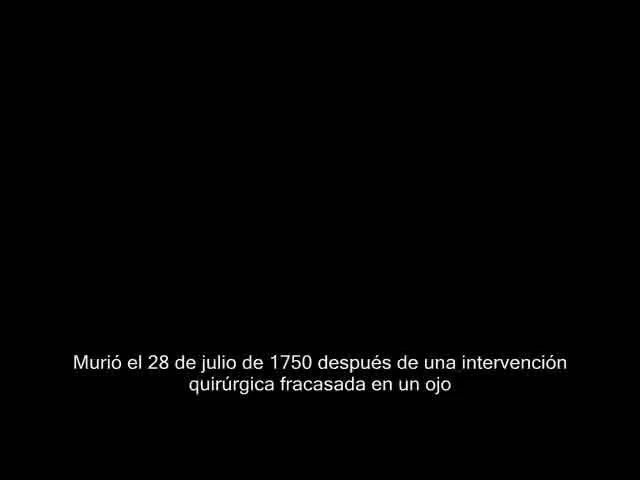 Murió el 28 de julio de 1750 después de una intervención
quirúrgica fracasada en un ojo